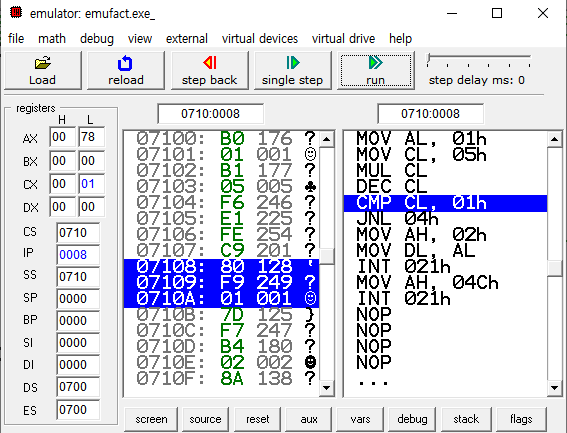 emulator: emufact.exe_
file math debug view external virtual devices virtual drive help
Load reload step back single step run step delay ms: 0
registers
H L
AX 00 78
BX 00 00
CX 00 01
DX 00 00
CS 0710
IP 0008
SS 0710
SP 0000
BP 0000
SI 0000
DI 0000
DS 0700
ES 0700
0710:0008
07100: B0 176 ?
07101: 01 001 ☺
07102: B1 177 ?
07103: 05 005 ♣
07104: F6 246 ?
07105: E1 225 ?
07106: FE 254 ?
07107: C9 201 ?
07108: 80 128 '
07109: F9 249 ?
0710A: 01 001 ☺
0710B: 7D 125 }
0710C: F7 247 ?
0710D: B4 180 ?
0710E: 02 002 ☻
0710F: 8A 138 ?
0710:0008
MOV AL, 01h
MOV CL, 05h
MUL CL
DEC CL
CMP CL, 01h
JNL 04h
MOV AH, 02h
MOV DL, AL
INT 021h
MOV AH, 04Ch
INT 021h
NOP
NOP
NOP
NOP
...
screen source reset aux vars debug stack flags